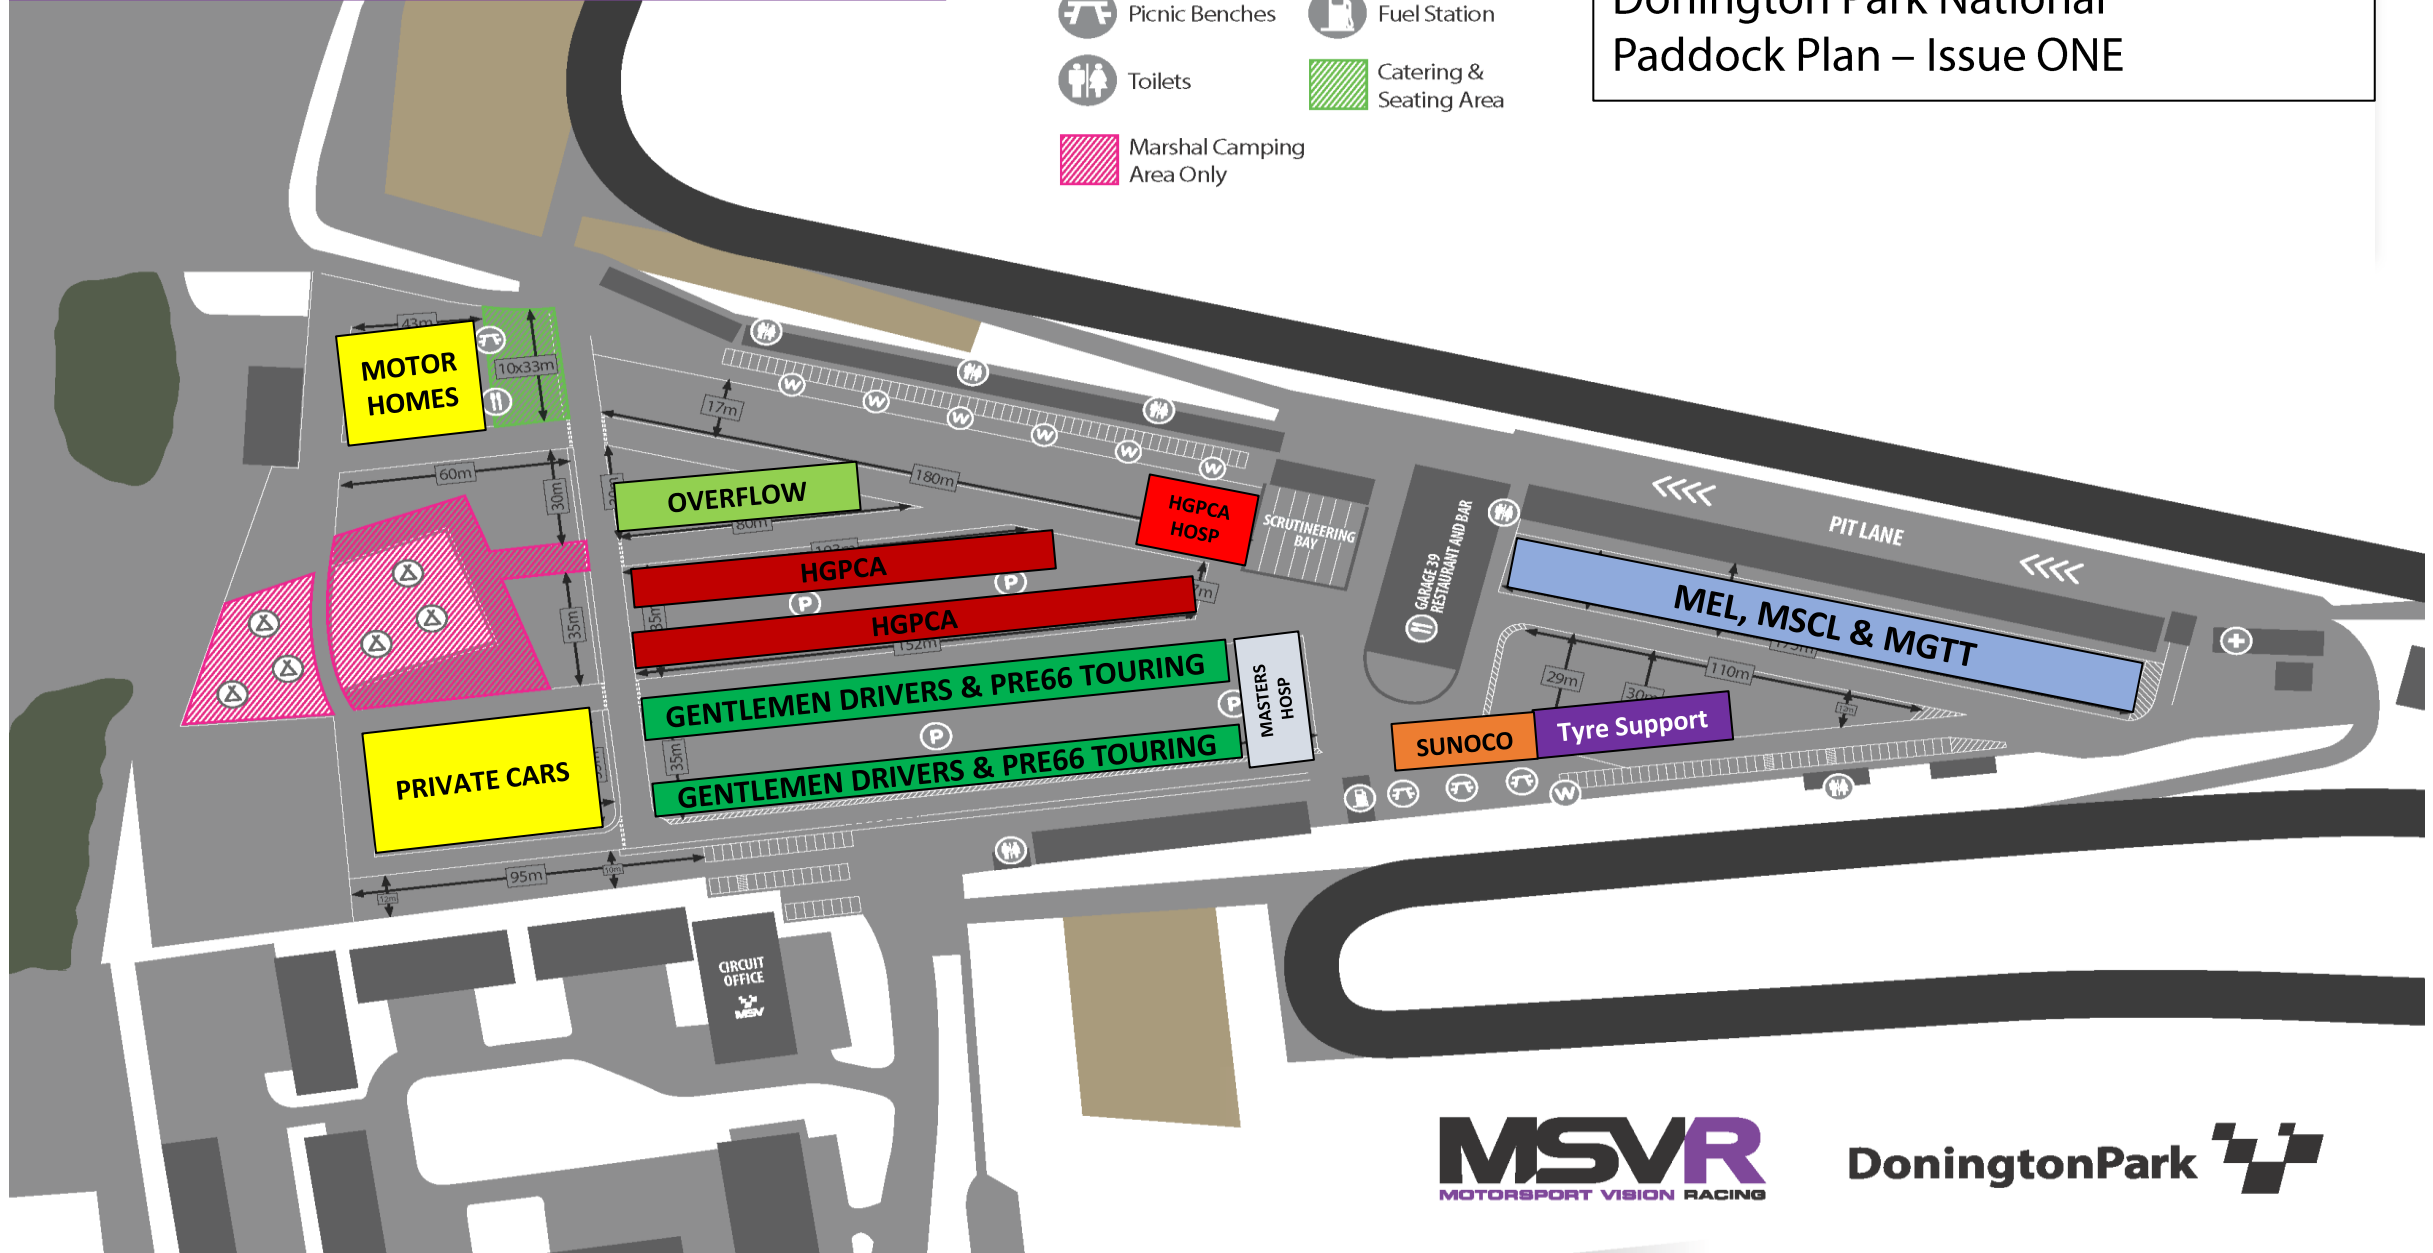 Donington Park National
Paddock Plan – Issue ONE
Picnic Benches
Fuel Station
Toilets
Catering &
Seating Area
Marshal Camping
Area Only
43m
MOTOR
HOMES
10x33m
17m
60m
30m
180m
OVERFLOW
80m
HGPCA
HOSP
SCRUTINEERING
BAY
GARAGE 39
RESTAURANT AND BAR
PIT LANE
HGPCA
P
P
HGPCA
35m
35m
152m
MEL, MSCL & MGTT
175m
110m
29m
30m
12m
GENTLEMEN DRIVERS & PRE66 TOURING
P
P
MASTERS
HOSP
35m
GENTLEMEN DRIVERS & PRE66 TOURING
SUNOCO
Tyre Support
PRIVATE CARS
W
W
W
W
W
W
W
95m
10m
12m
CIRCUIT
OFFICE
MSV
MSVR
MOTORSPORT VISION RACING
DoningtonPark